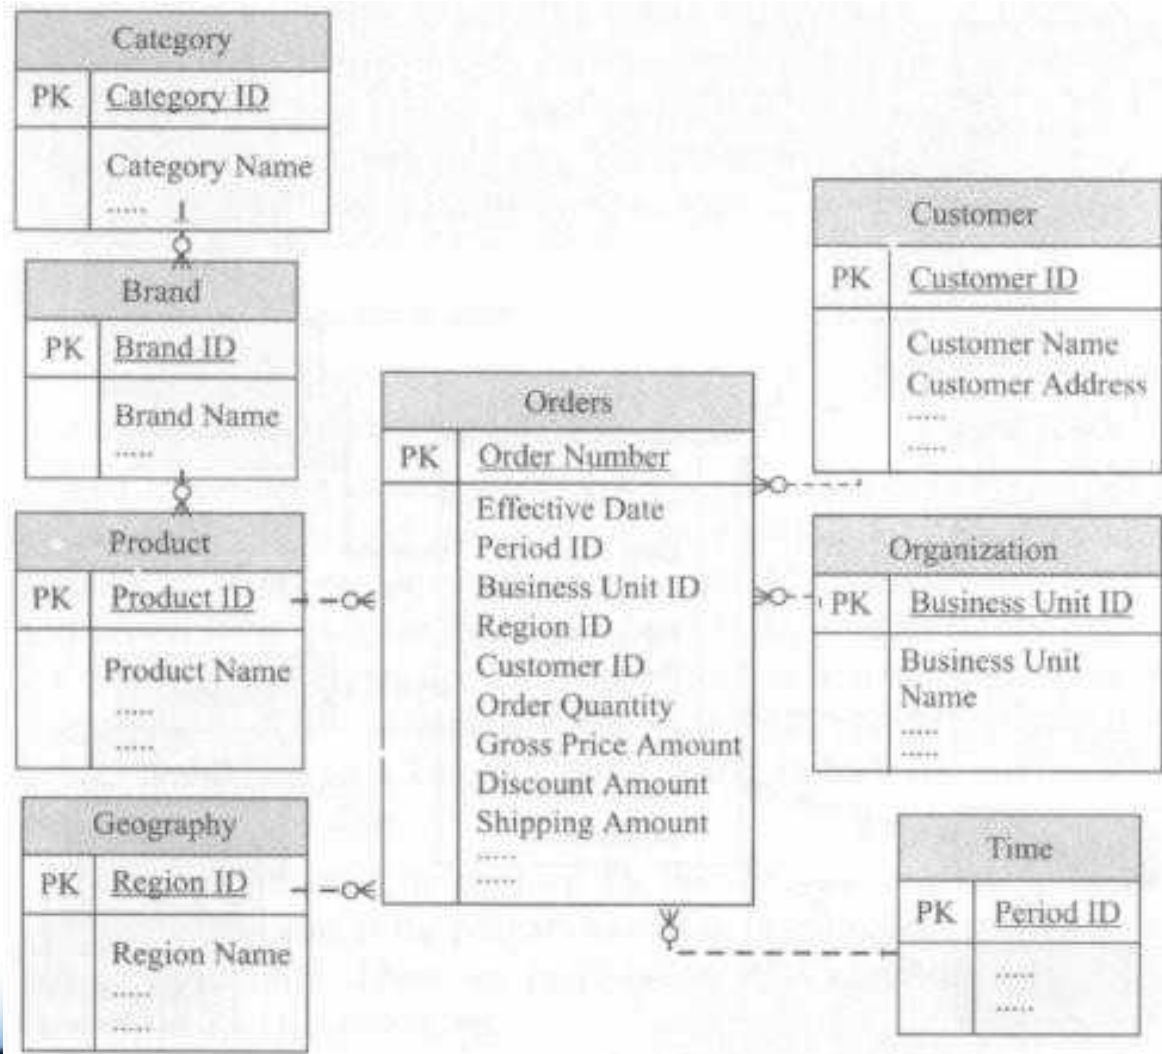 Category
PK Category ID
Category Name
.....
Brand
PK Brand ID
Brand Name
.....
Product
PK Product ID
Product Name
.....
.....
Geography
PK Region ID
Region Name
.....
.....
Orders
PK Order Number
Effective Date
Period ID
Business Unit ID
Region ID
Customer ID
Order Quantity
Gross Price Amount
Discount Amount
Shipping Amount
.....
.....
Customer
PK Customer ID
Customer Name
Customer Address
.....
.....
Organization
PK Business Unit ID
Business Unit
Name
.....
.....
Time
PK Period ID
.....
.....